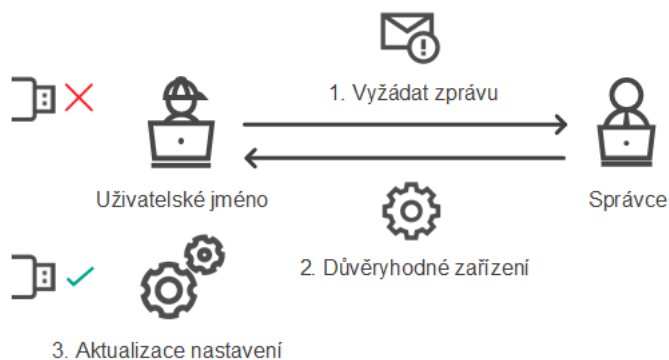 1. Vyžádat zprávu
Uživatelské jméno
Správce
2. Důvěryhodné zařízení
3. Aktualizace nastavení